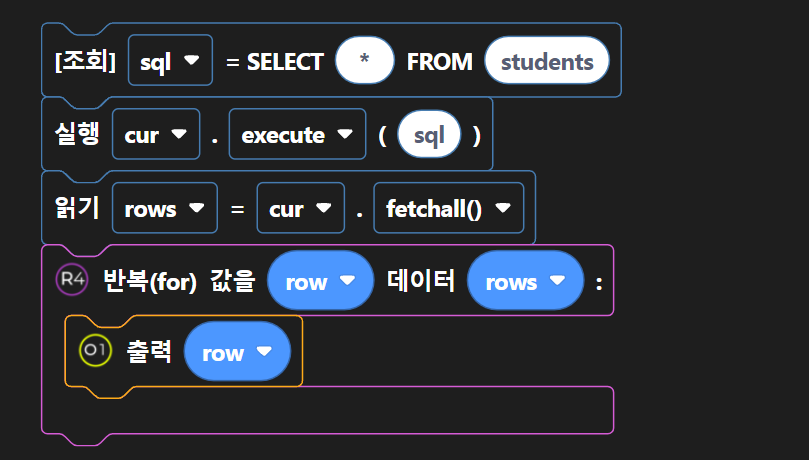 [조회] sql = SELECT * FROM students
실행 cur . execute ( sql )
읽기 rows = cur . fetchall()
R4 반복(for) 값을 row 데이터 rows :
O1 출력 row